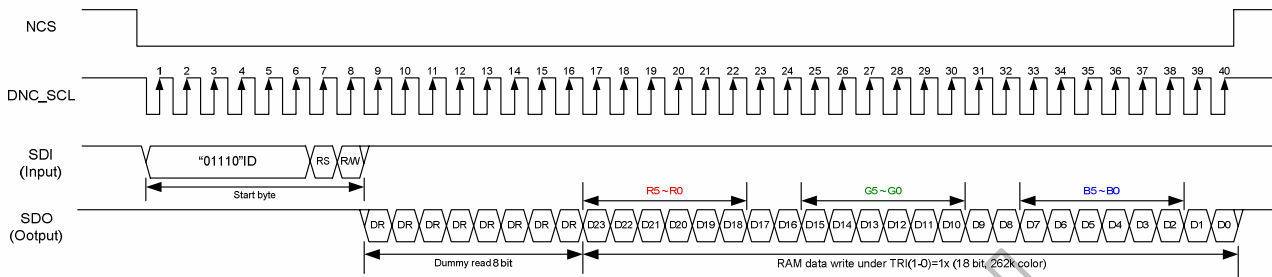 NCS
1 2 3 4 5 6 7 8 9 10 11 12 13 14 15 16 17 18 19 20 21 22 23 24 25 26 27 28 29 30 31 32 33 34 35 36 37 38 39 40
DNC_SCL
SDI
(Input)
"01110"ID RS R/W
Start byte
R5~R0 G5~G0 B5~B0
SDO
(Ootput)
DR DR DR DR DR DR DR DR D23 D22 D21 D20 D19 D18 D17 D16 D15 D14 D13 D12 D11 D10 D9 D8 D7 D6 D5 D4 D3 D2 D1 D0
Dummy read 8 bit
RAM data write under TRI(1-0)=1x (18 bit, 262k color)